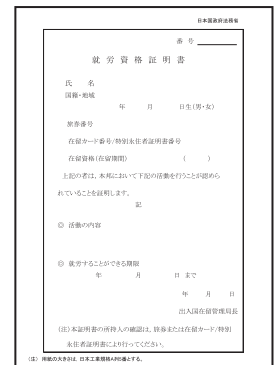 日本国政府法務省
番 号
就 労 資 格 証 明 書
氏 名
国籍・地域
年 月 日生(男・女)
旅券番号
在留カード番号/特別永住者証明書番号
在留資格(在留期間) ( )
上記の者は、本邦において下記の活動を行うことが認めら
れていることを証明します。
記
◎ 活動の内容
◎ 就労することができる期限
年 月 日 まで
年 月 日
出入国在留管理局長
(注)本証明書の所持人の確認は、旅券または在留カード/特別
永住者証明書により行ってください。
(注) 用紙の大きさは、日本工業規格A列5番とする。